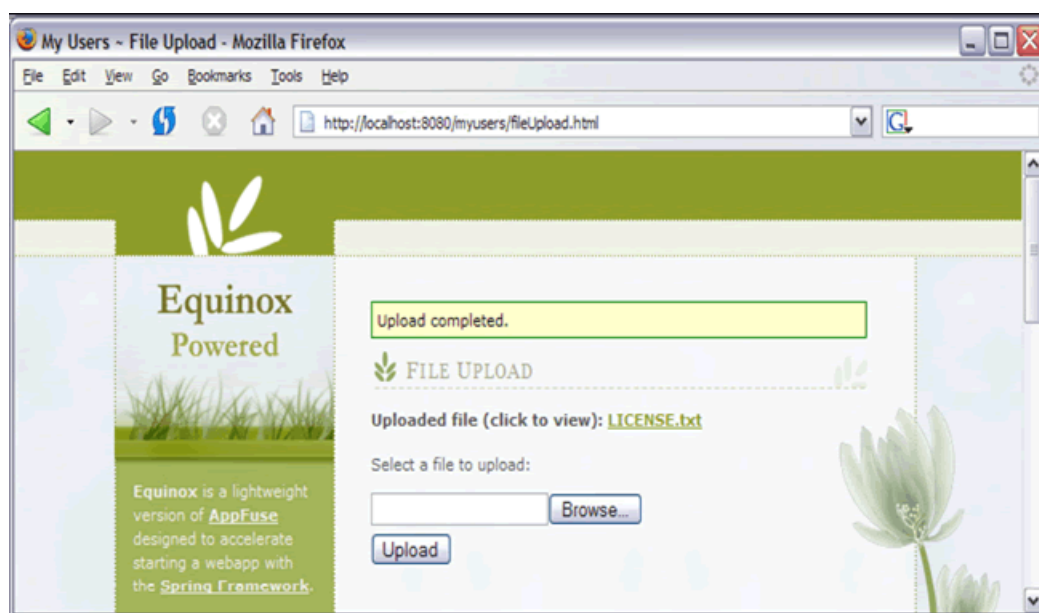 My Users ~ File Upload - Mozilla Firefox
File Edit View Go Bookmarks Tools Help
http://localhost:8080/myusers/fileUpload.html
G
Equinox
Powered
Equinox is a lightweight
version of AppFuse
designed to accelerate
starting a webapp with
the Spring Framework.
Upload completed.
FILE UPLOAD
Uploaded file (click to view): LICENSE.txt
Select a file to upload:
Browse...
Upload